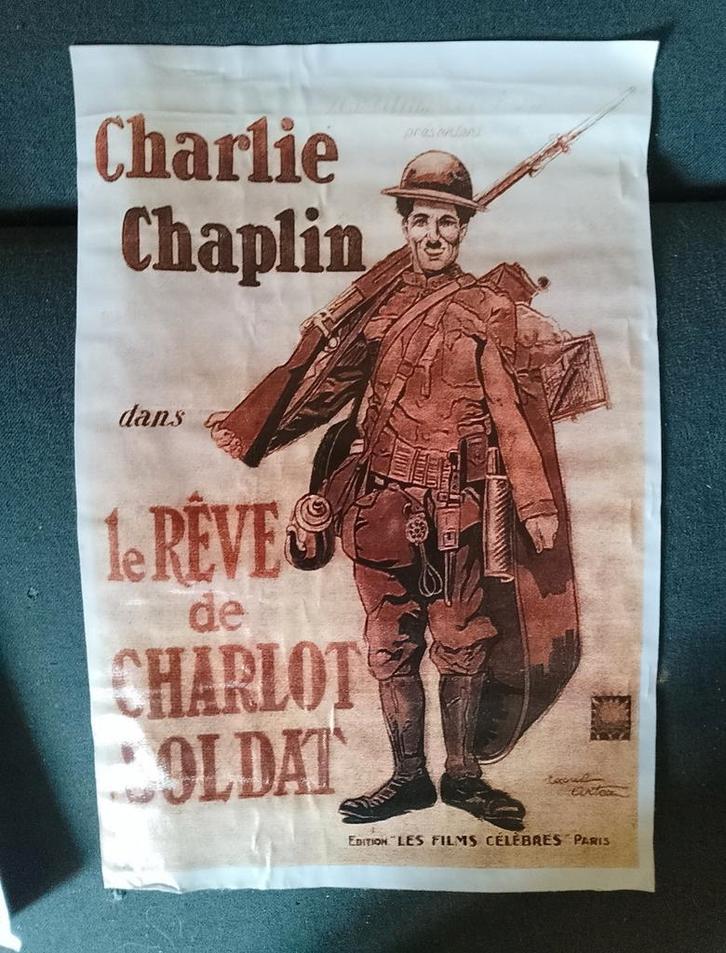 présentent
Charlie
Chaplin
dans
le RÊVE
de
CHARLOT
SOLDAT
EDITION "LES FILMS CÉLÈBRES" PARIS